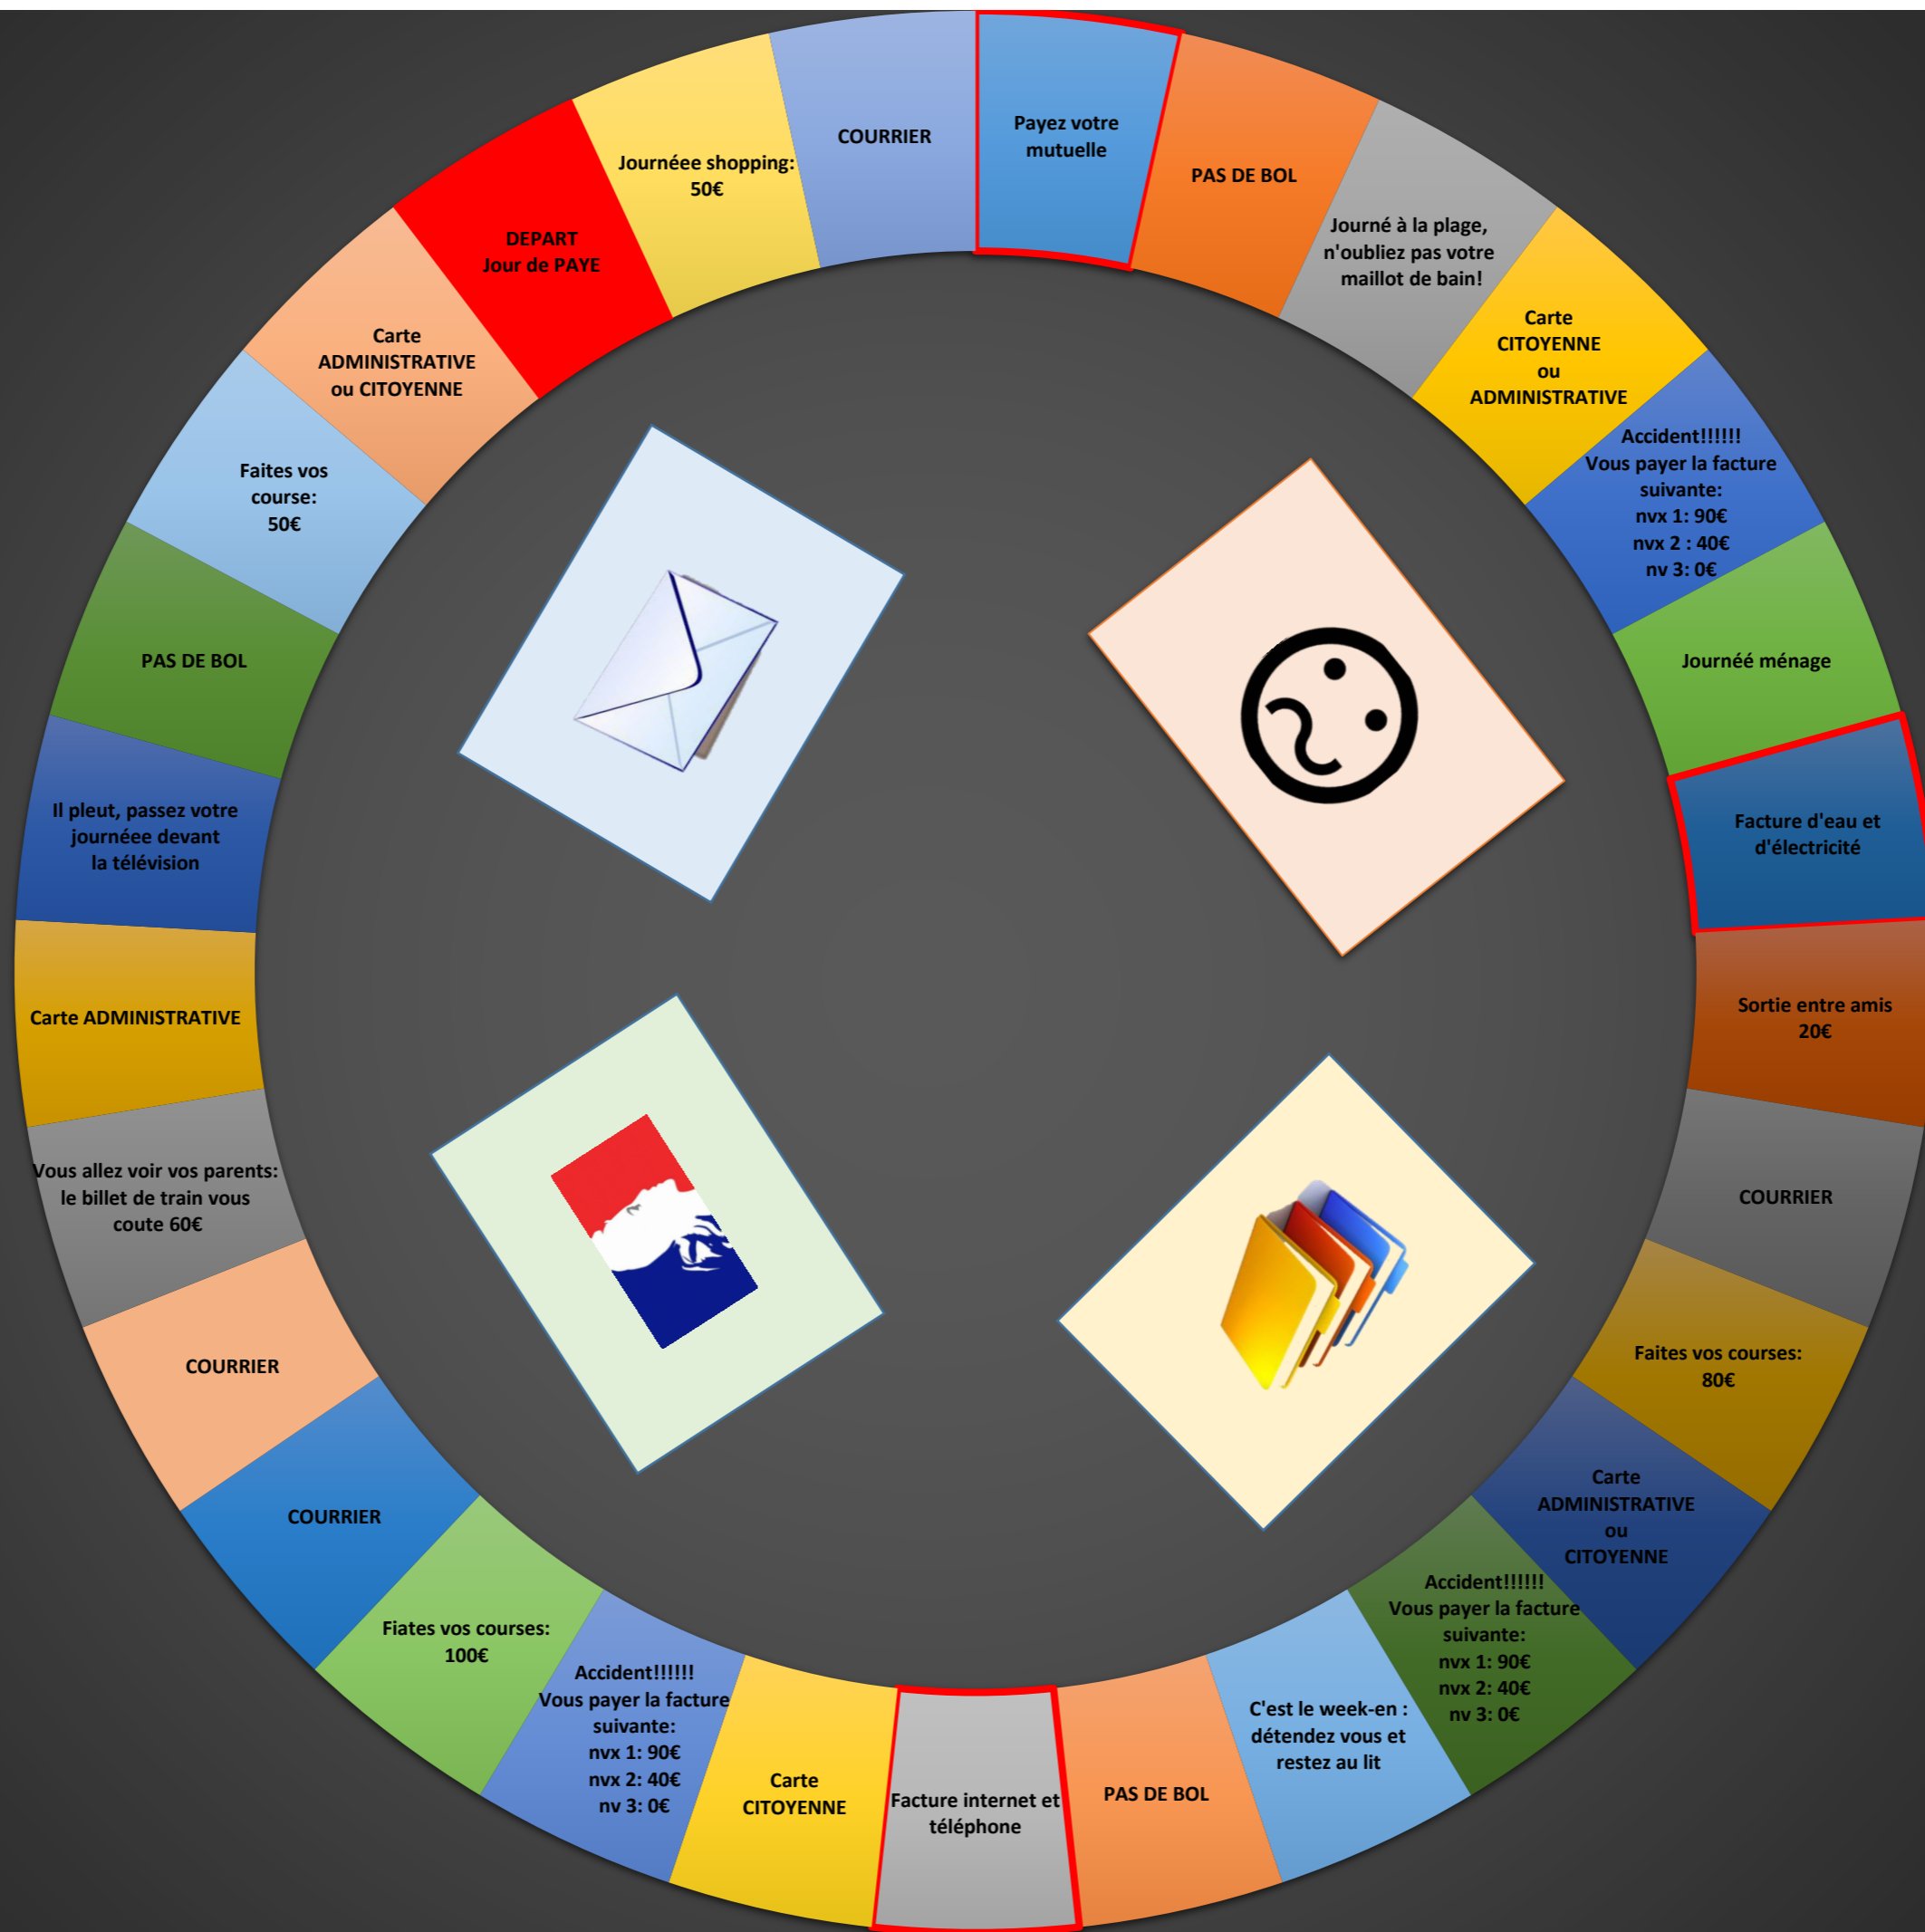 DEPART
Jour de PAYE
Journéee shopping:
50€
COURRIER
Payez votre
mutuelle
PAS DE BOL
Journé à la plage,
n'oubliez pas votre
maillot de bain!
Carte
CITOYENNE
ou
ADMINISTRATIVE
Accident!!!!!!
Vous payer la facture
suivante:
nvx 1: 90€
nvx 2 : 40€
nv 3: 0€
Journéé ménage
Facture d'eau et
d'électricité
Sortie entre amis
20€
COURRIER
Faites vos courses:
80€
Carte
ADMINISTRATIVE
ou
CITOYENNE
Accident!!!!!!
Vous payer la facture
suivante:
nvx 1: 90€
nvx 2: 40€
nv 3: 0€
C'est le week-en :
détendez vous et
restez au lit
PAS DE BOL
Facture internet et
téléphone
Carte
CITOYENNE
Accident!!!!!!
Vous payer la facture
suivante:
nvx 1: 90€
nvx 2: 40€
nv 3: 0€
Fiates vos courses:
100€
COURRIER
COURRIER
Vous allez voir vos parents:
le billet de train vous
coute 60€
Carte ADMINISTRATIVE
Il pleut, passez votre
journéee devant
la télévision
PAS DE BOL
Faites vos
course:
50€
Carte
ADMINISTRATIVE
ou CITOYENNE